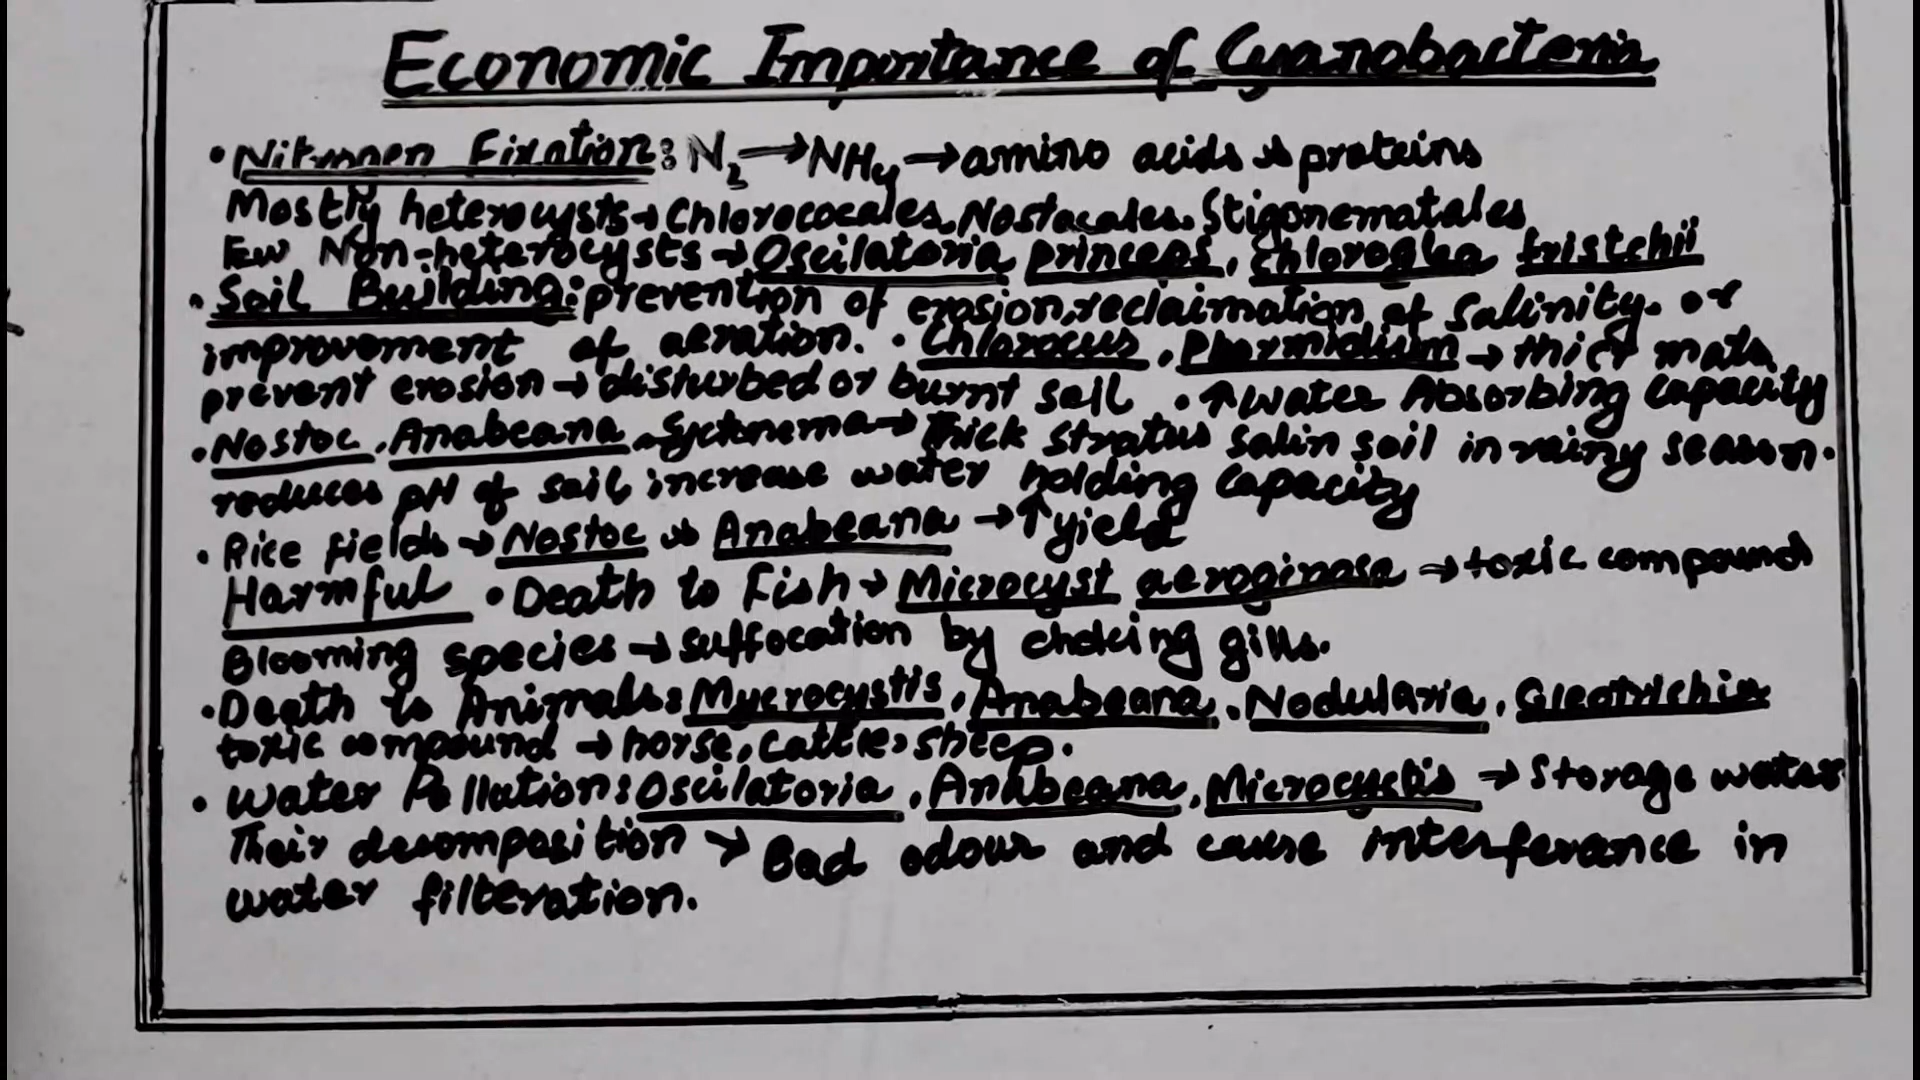 Economic Importance of Cyanobacteria
• Nitrogen Fixation: N2 → NH4 → amino acids → proteins
Mostly heterocysts → Chlorococales, Nostocales, Stigonematales
Few Non-heterocysts → Oscilatoria princeps, Chloroglea fristchii
• Soil Building: prevention of erosion, reclaimation of Salinity. or
improvement of aeration. • Chlorocus, Phormidium → thick mats
prevent erosion → disturbed or burnt soil • ↑ water Absorbing capacity
• Nostoc, Anabeana, → Thick stratus salin soil in rainy season.
reduces pH of soil, increase water holding capacity
• Rice fields → Nostoc Anabeana → ↑ yield
Harmful • Death to Fish → Microcyst aeroginosa → toxic compound
Blooming species → suffocation by choking gills.
• Death to Animals: Mycrocystis, Anabeana, Nodularia, Gleotrichia
toxic compound → horse, cattle, sheep.
• Water Pollution: Oscilatoria, Anabeana, Microcystis → Storage water
Their decomposition → Bad odour and cause interferance in
water filteration.